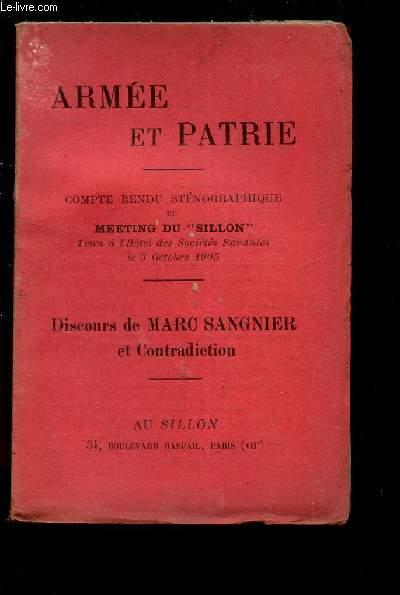 Le-livre.com
ARMÉE
ET PATRIE
COMPTE RENDU STÉNOGRAPHIQUE
DU
MEETING DU "SILLON"
Tenu à l'Hôtel des Sociétés Savantes
le 3 Octobre 1905
Discours de MARC SANGNIER
et Contradiction
AU SILLON
34, BOULEVARD RASPAIL, PARIS (VIIe)